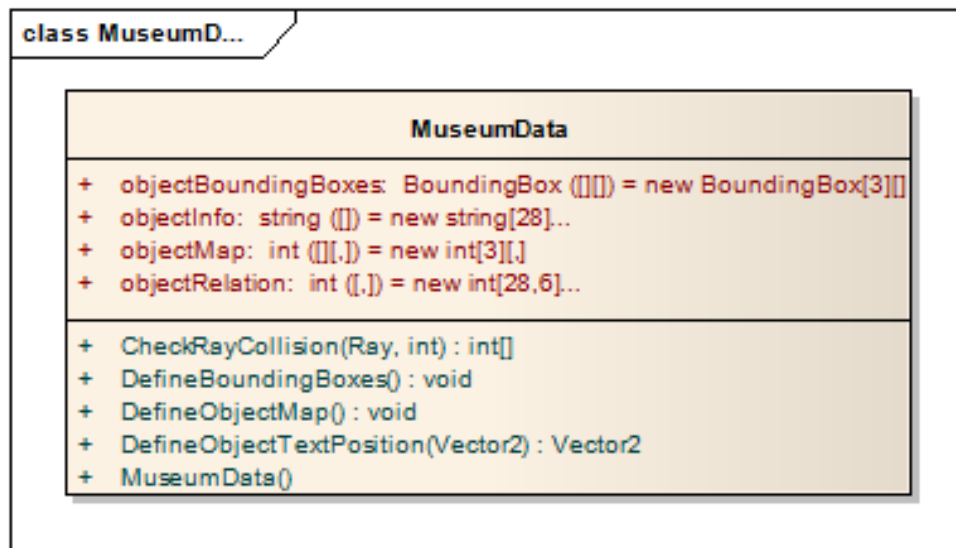 class MuseumD...
MuseumData
+ objectBoundingBoxes: BoundingBox ([][]) = new BoundingBox[3][]
+ objectInfo: string ([]) = new string[28]...
+ objectMap: int ([][,]) = new int[3][,]
+ objectRelation: int ([,]) = new int[28,6]...
+ CheckRayCollision(Ray, int) : int[]
+ DefineBoundingBoxes() : void
+ DefineObjectMap() : void
+ DefineObjectTextPosition(Vector2) : Vector2
+ MuseumData()